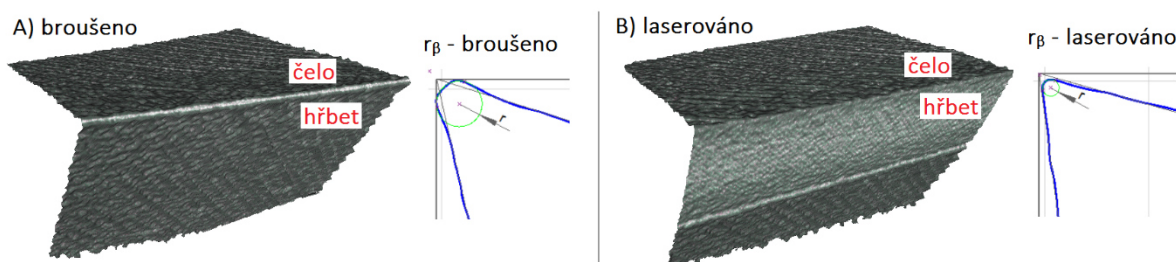 A) broušeno
čelo
hřbet
rβ - broušeno
r
B) laserováno
čelo
hřbet
rβ - laserováno
r